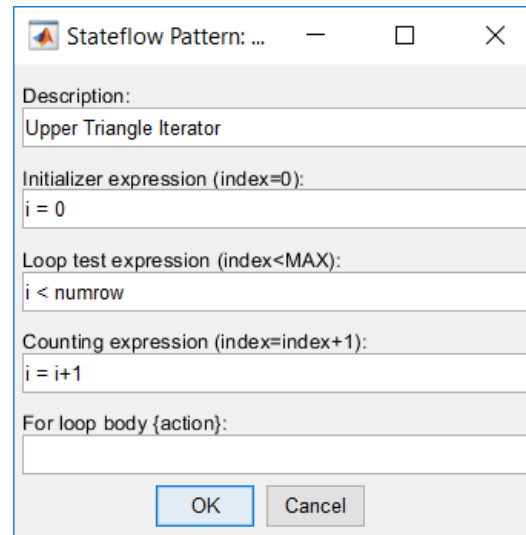 Stateflow Pattern: ...
Description:
Upper Triangle Iterator
Initializer expression (index=0):
i = 0
Loop test expression (index<MAX):
i < numrow
Counting expression (index=index+1):
i = i+1
For loop body {action}:
OK Cancel